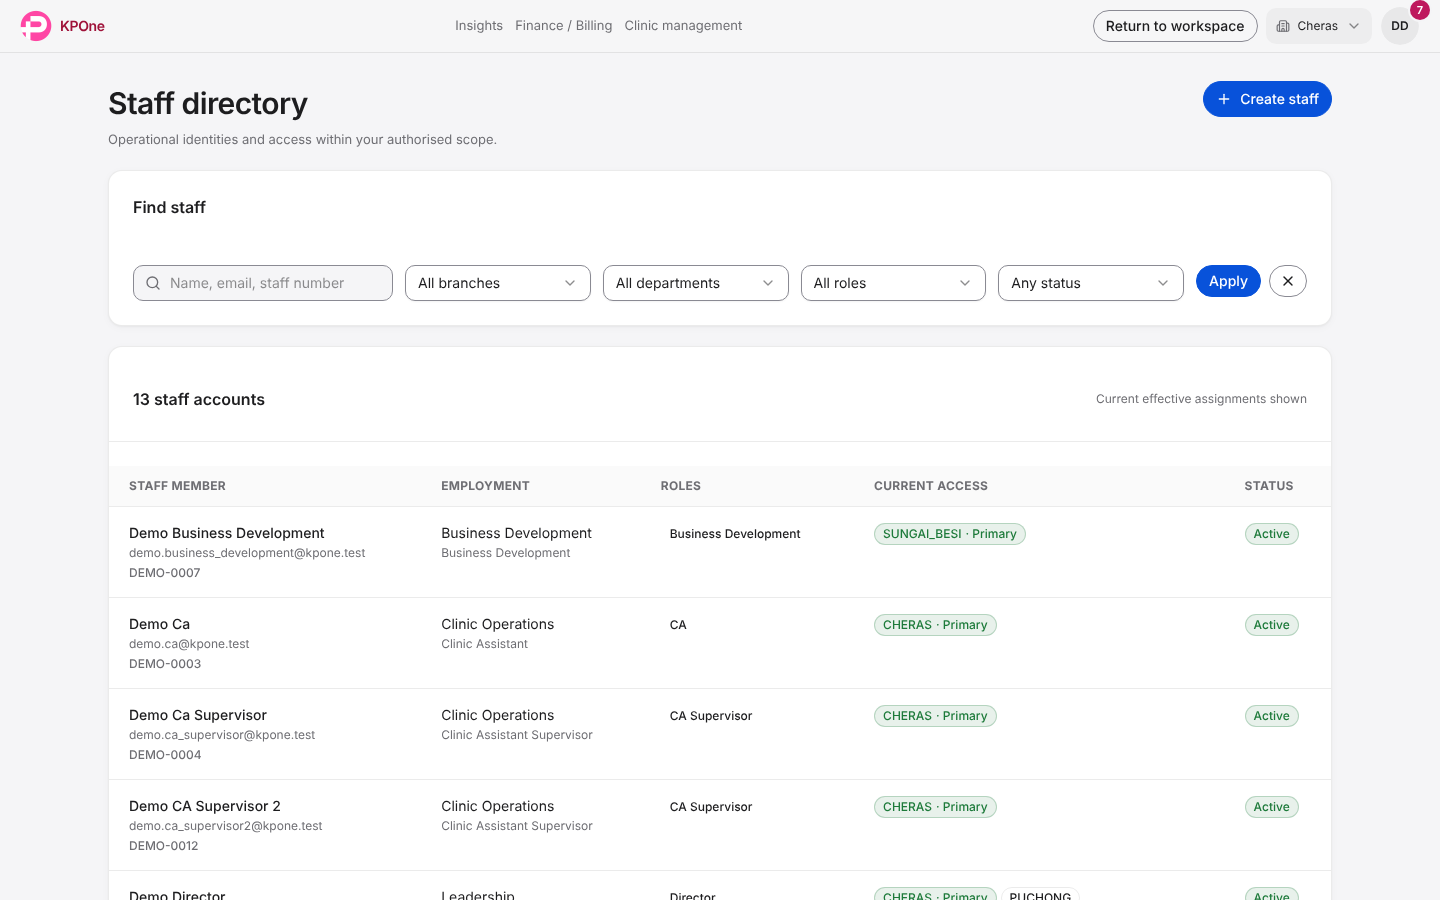 KPOne
Insights
Finance / Billing
Clinic management
Return to workspace
Cheras
DD
7
Staff directory
Create staff
Operational identities and access within your authorised scope.
Find staff
Name, email, staff number
All branches
All departments
All roles
Any status
Apply
13 staff accounts
Current effective assignments shown
STAFF MEMBER
EMPLOYMENT
ROLES
CURRENT ACCESS
STATUS
Demo Business Development
demo.business_development@kpone.test
DEMO-0007
Business Development
Business Development
Business Development
SUNGAI_BESI · Primary
Active
Demo Ca
demo.ca@kpone.test
DEMO-0003
Clinic Operations
Clinic Assistant
CA
CHERAS · Primary
Active
Demo Ca Supervisor
demo.ca_supervisor@kpone.test
DEMO-0004
Clinic Operations
Clinic Assistant Supervisor
CA Supervisor
CHERAS · Primary
Active
Demo CA Supervisor 2
demo.ca_supervisor2@kpone.test
DEMO-0012
Clinic Operations
Clinic Assistant Supervisor
CA Supervisor
CHERAS · Primary
Active
Demo Director
Leadership
Director
CHERAS · Primary
PUCHONG
Active